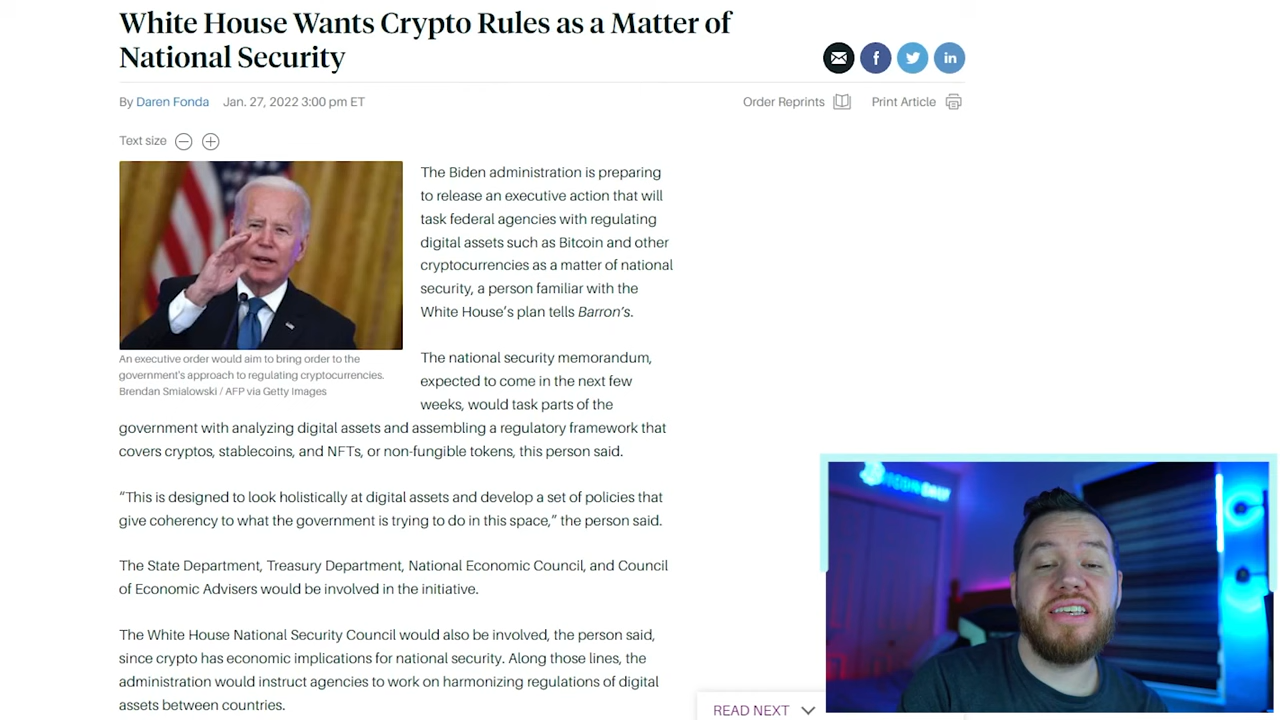 White House Wants Crypto Rules as a Matter of
National Security
By Daren Fonda Jan. 27, 2022 3:00 pm ET
Order Reprints Print Article
Text size
The Biden administration is preparing
to release an executive action that will
task federal agencies with regulating
digital assets such as Bitcoin and other
cryptocurrencies as a matter of national
security, a person familiar with the
White House’s plan tells Barron’s.
An executive order would aim to bring order to the
government's approach to regulating cryptocurrencies.
Brendan Smialowski / AFP via Getty Images
The national security memorandum,
expected to come in the next few
weeks, would task parts of the
government with analyzing digital assets and assembling a regulatory framework that
covers cryptos, stablecoins, and NFTs, or non-fungible tokens, this person said.
“This is designed to look holistically at digital assets and develop a set of policies that
give coherency to what the government is trying to do in this space,” the person said.
The State Department, Treasury Department, National Economic Council, and Council
of Economic Advisers would be involved in the initiative.
The White House National Security Council would also be involved, the person said,
since crypto has economic implications for national security. Along those lines, the
administration would instruct agencies to work on harmonizing regulations of digital
assets between countries.
READ NEXT